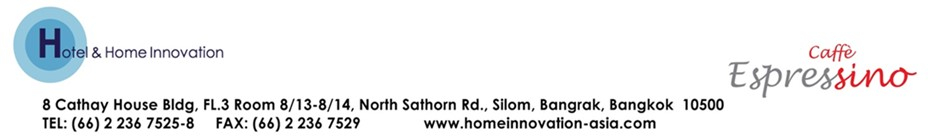 Hotel & Home Innovation
Caffè
Espressino
8 Cathay House Bldg, FL.3 Room 8/13-8/14, North Sathorn Rd., Silom, Bangrak, Bangkok 10500
TEL: (66) 2 236 7525-8 FAX: (66) 2 236 7529 www.homeinnovation-asia.com